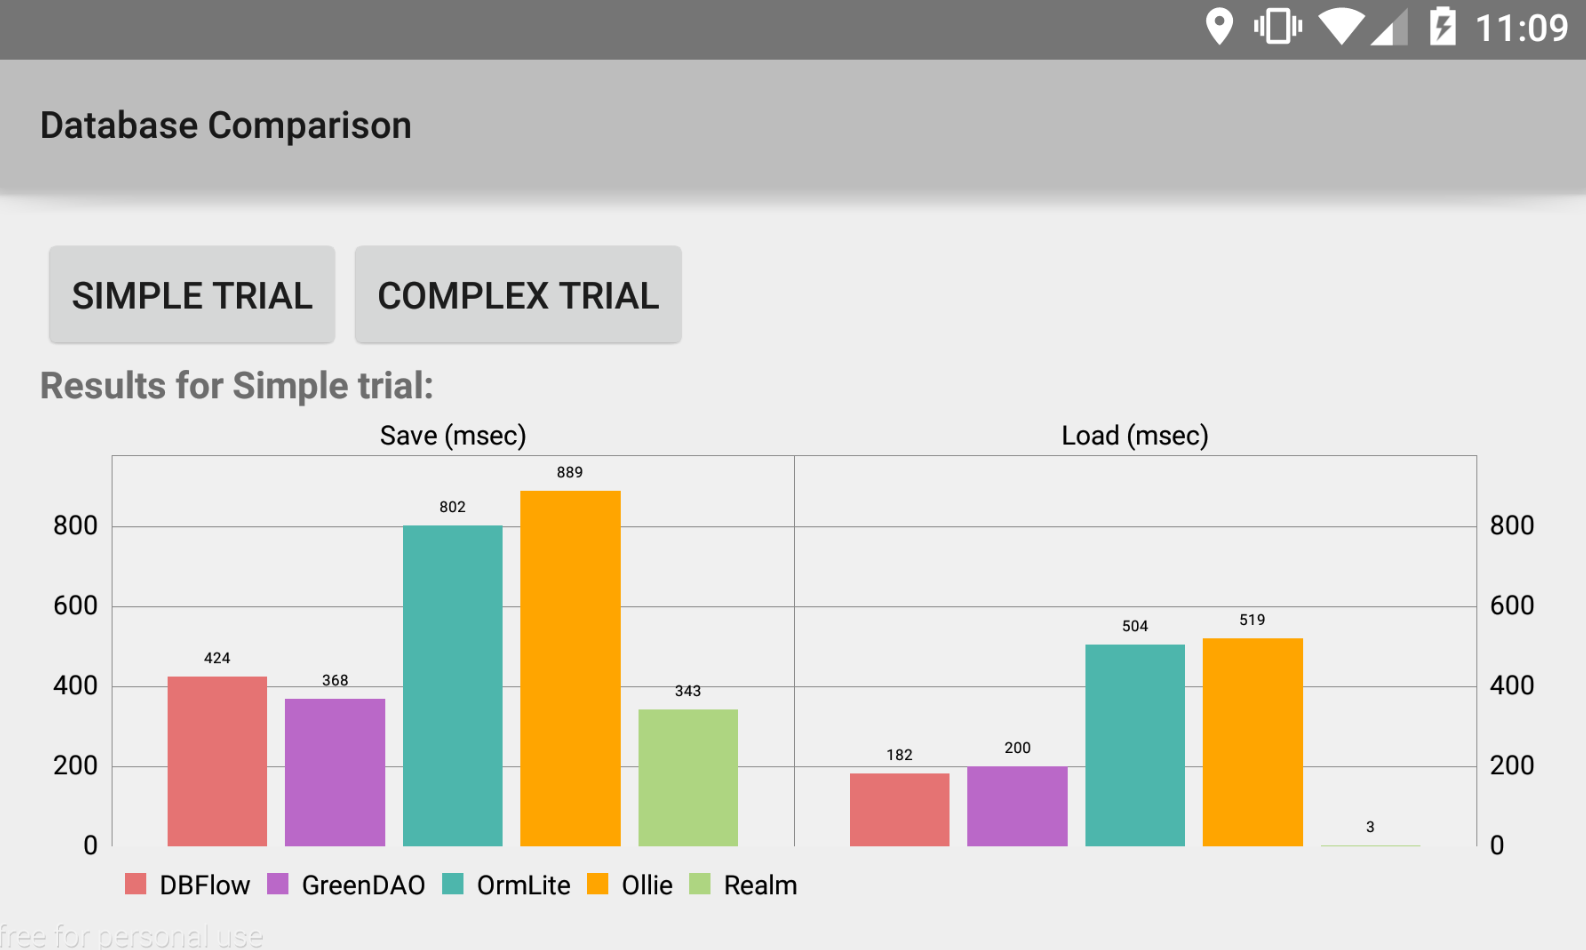 11:09
Database Comparison
SIMPLE TRIAL COMPLEX TRIAL
Results for Simple trial:
Save (msec) Load (msec)
889
802
800 800
600 600
519
504
424
400 400
368
343
200 200
182
200
3
0 0
DBFlow GreenDAO OrmLite Ollie Realm
free for personal use